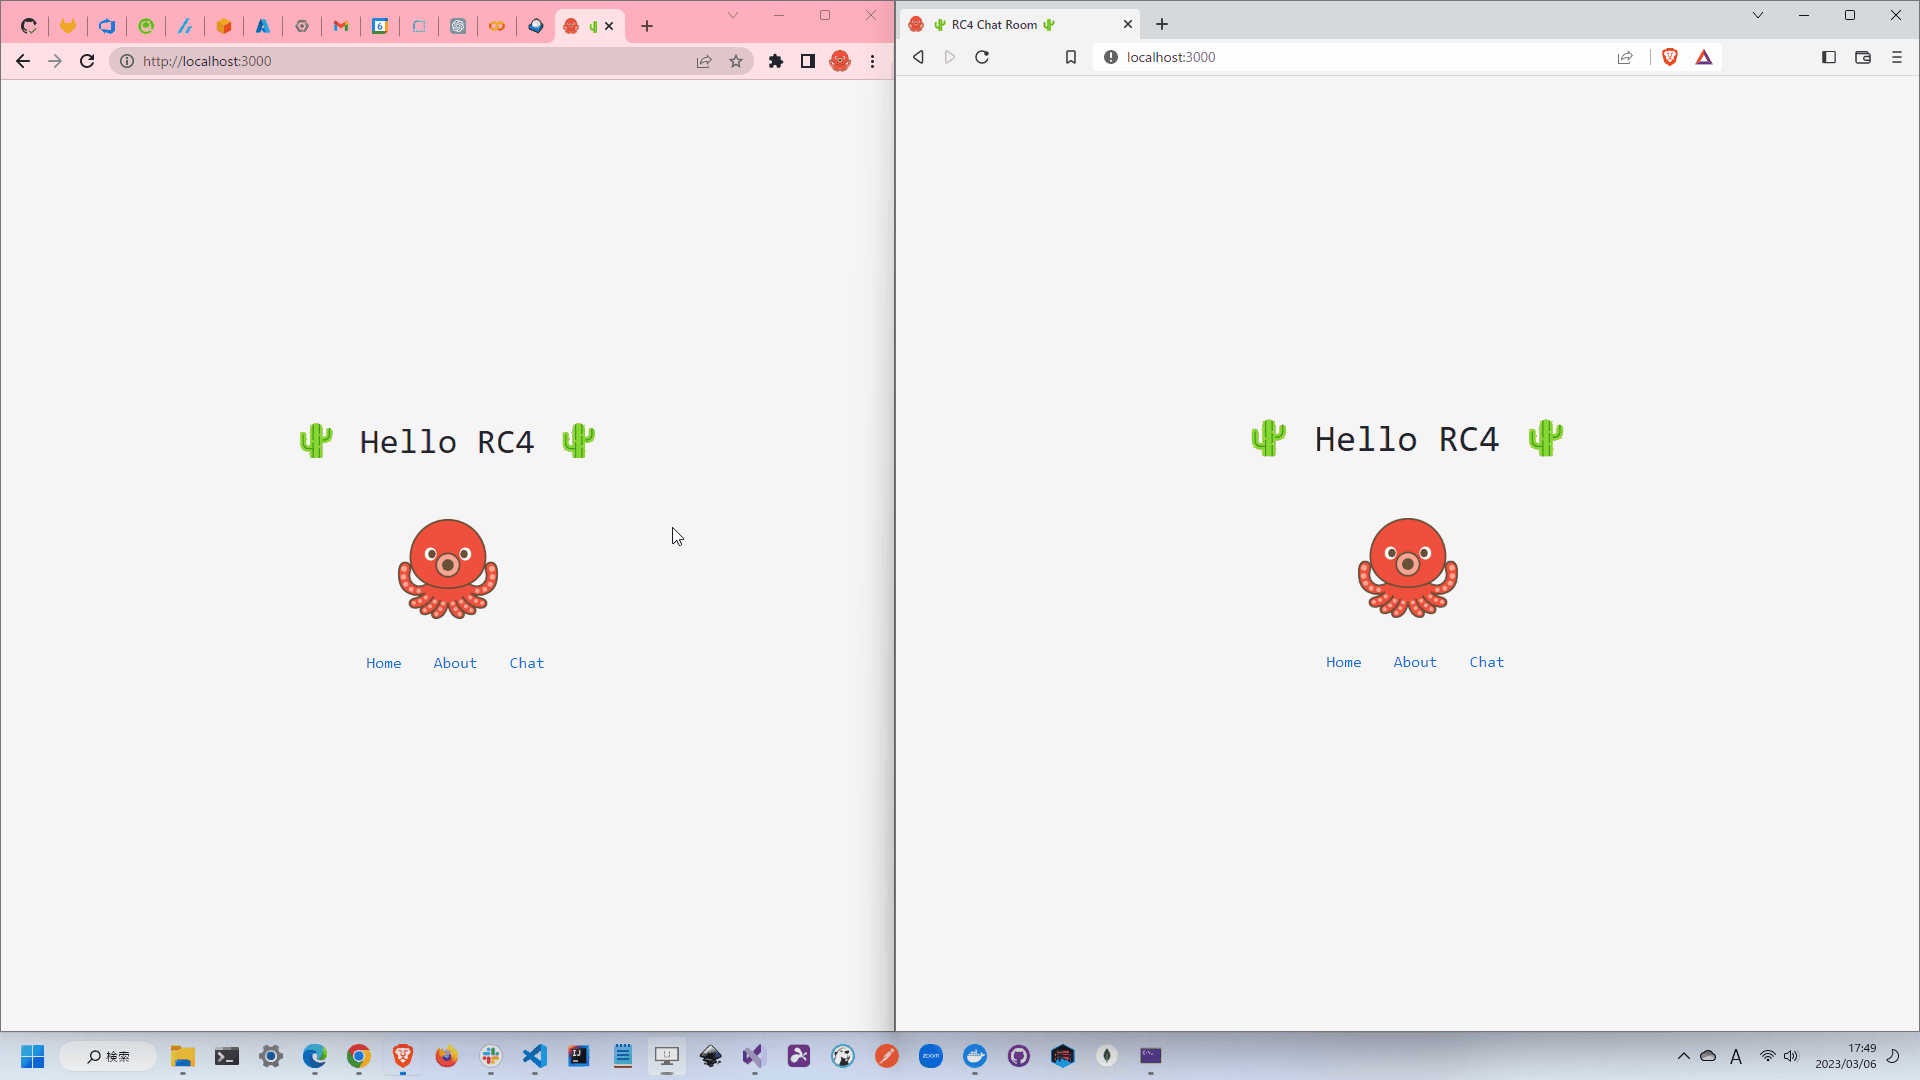 http://localhost:3000
Hello RC4
Home About Chat
RC4 Chat Room
localhost:3000
Hello RC4
Home About Chat
検索
A
17:49
2023/03/06